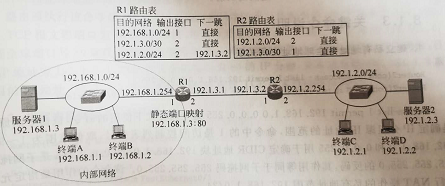 R1 路由表
目的网络 输出接口 下一跳
192.168.1.0/24 1 直接
192.1.3.0/30 2 直接
192.1.2.0/24 2 192.1.3.2
R2 路由表
目的网络 输出接口 下一跳
192.1.2.0/24 2 直接
192.1.3.0/30 1 直接
192.168.1.0/24
192.1.2.0/24
R1
R2
192.168.1.254
1
2
192.1.3.1
192.1.3.2
1
2
192.1.2.254
静态端口映射
192.168.1.3:80
服务器1
192.168.1.3
终端A
192.168.1.1
终端B
192.168.1.2
内部网络
终端C
192.1.2.1
终端D
192.1.2.2
服务器2
192.1.2.3